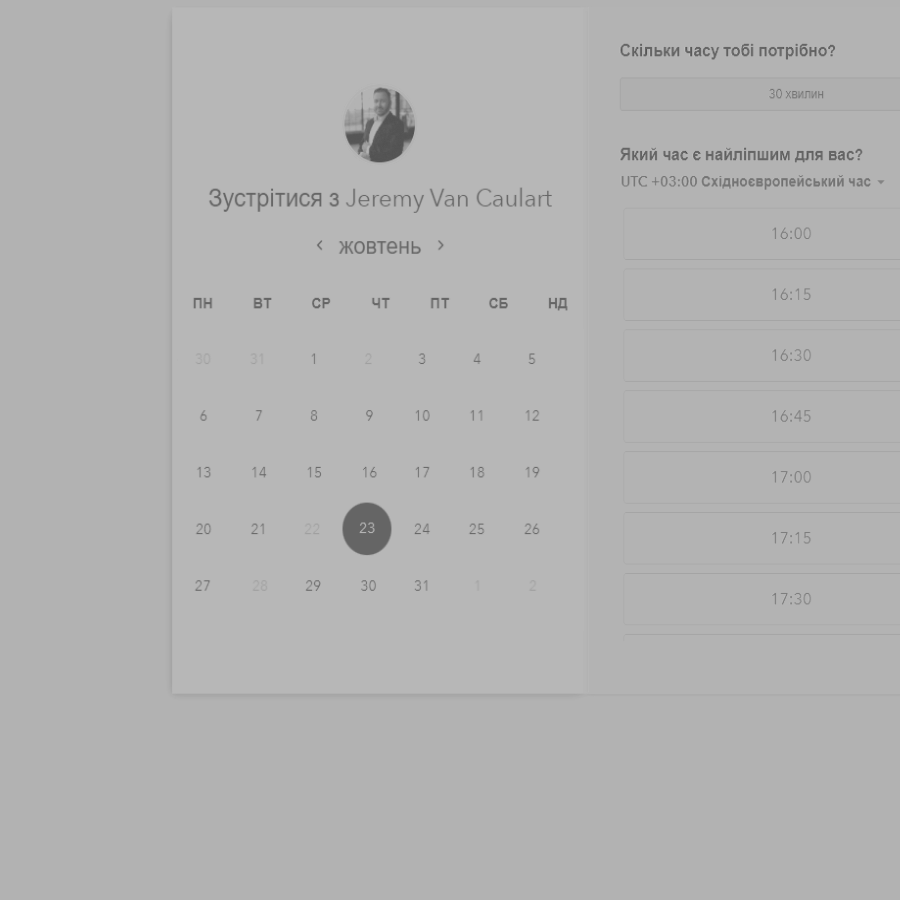 Зустрітися з Jeremy Van Caulart
жовтень
ПН ВТ СР ЧТ ПТ СБ НД
30 31 1 2 3 4 5
6 7 8 9 10 11 12
13 14 15 16 17 18 19
20 21 22 23 24 25 26
27 28 29 30 31 1 2
Скільки часу тобі потрібно?
30 хвилин
Який час є найліпшим для вас?
UTC +03:00 Східноєвропейський час
16:00
16:15
16:30
16:45
17:00
17:15
17:30